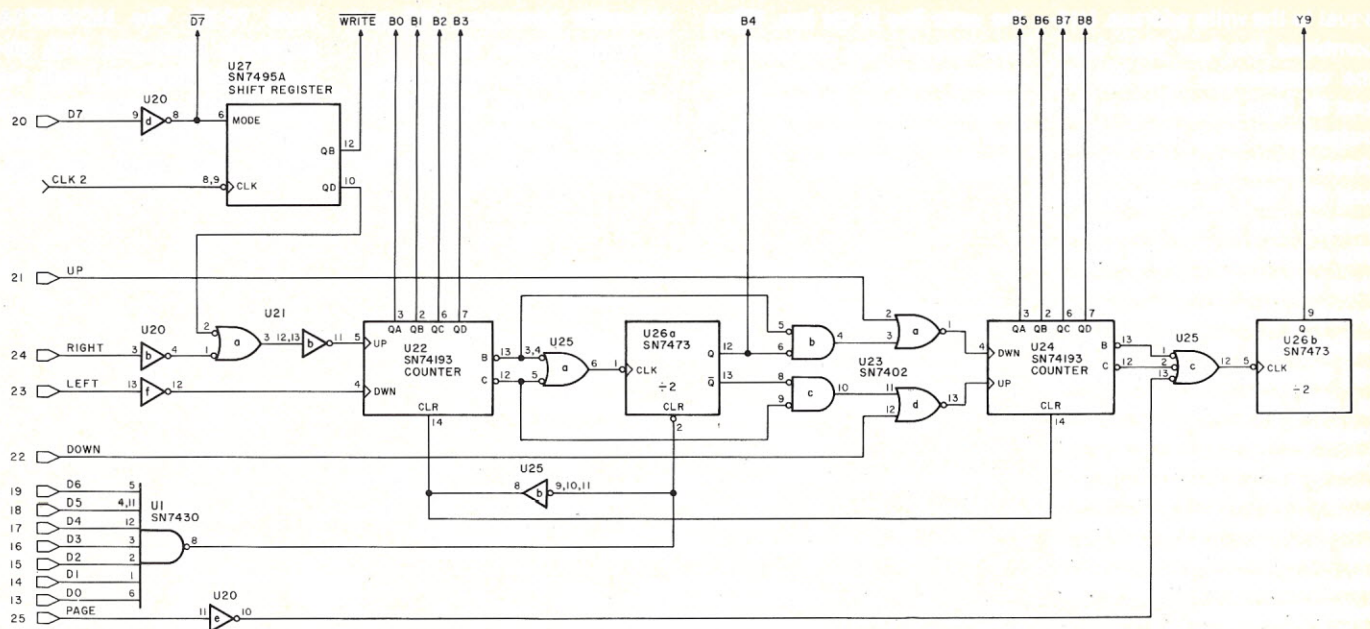 D7 WRITE B0 B1 B2 B3 B4 B5 B6 B7 B8 Y9
U27
SN7495A
SHIFT REGISTER
U20
20 D7 9 d 8 6 MODE
QB 12
QD 10
CLK 2 8,9 CLK
21 UP
3 2 6 7
QA QB QC QD
U22
SN74193
COUNTER
U20 U21
2
24 RIGHT 3 b 4 1 a 3 12,13 b 11 5 UP
23 LEFT 13 f 12 4 DWN
CLR
14
B 13 3,4
C 12 5
U25
a 6 1 CLK
U26a
SN7473
Q 12
Q 13
÷2
CLR
2
5
6 b 4
8
9 c 10
2
3 a 1
U23
SN7402
11
12 d 13
3 2 6 7
QA QB QC QD
4 DWN
U24
SN74193
COUNTER
UP
CLR
14
B 13 1
C 12 2
13
U25
c 12 5 CLK
9
Q
U26b
SN7473
÷2
22 DOWN
U25
8 b 9,10,11
19 D6 5
18 D5 4,11
17 D4 12
16 D3 3
15 D2 2
14 D1 1
13 D0 6
U1
SN7430
8
25 PAGE 11 e 10
U20